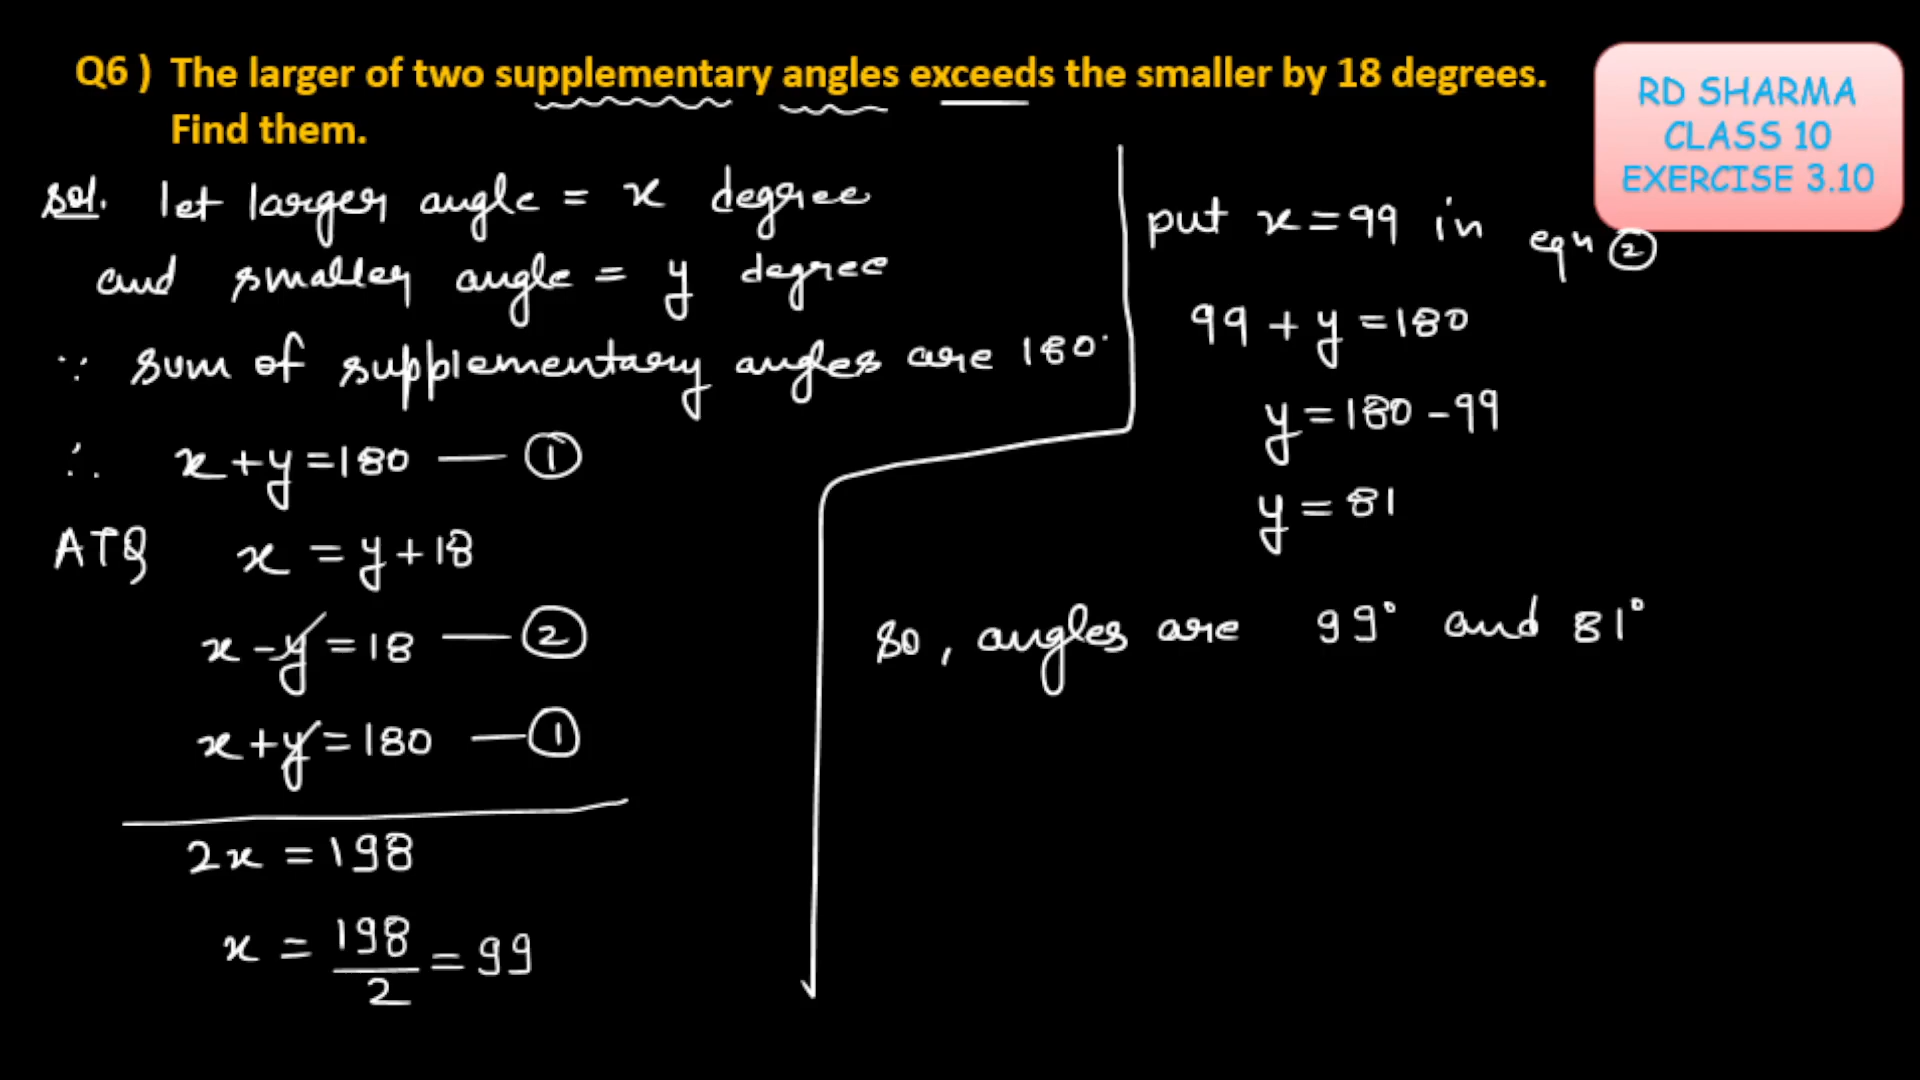 Q6 ) The larger of two supplementary angles exceeds the smaller by 18 degrees.
Find them.
RD SHARMA
CLASS 10
EXERCISE 3.10
Sol. let larger angle = x degree
and smaller angle = y degree
∵ sum of supplementary angles are 180°
∴ x+y=180 — ①
ATQ x = y+18
x-y=18 — ②
x+y=180 — ①
2x = 198
x = 198/2 = 99
put x=99 in eqn ②
99+y=180
y=180-99
y=81
so, angles are 99° and 81°